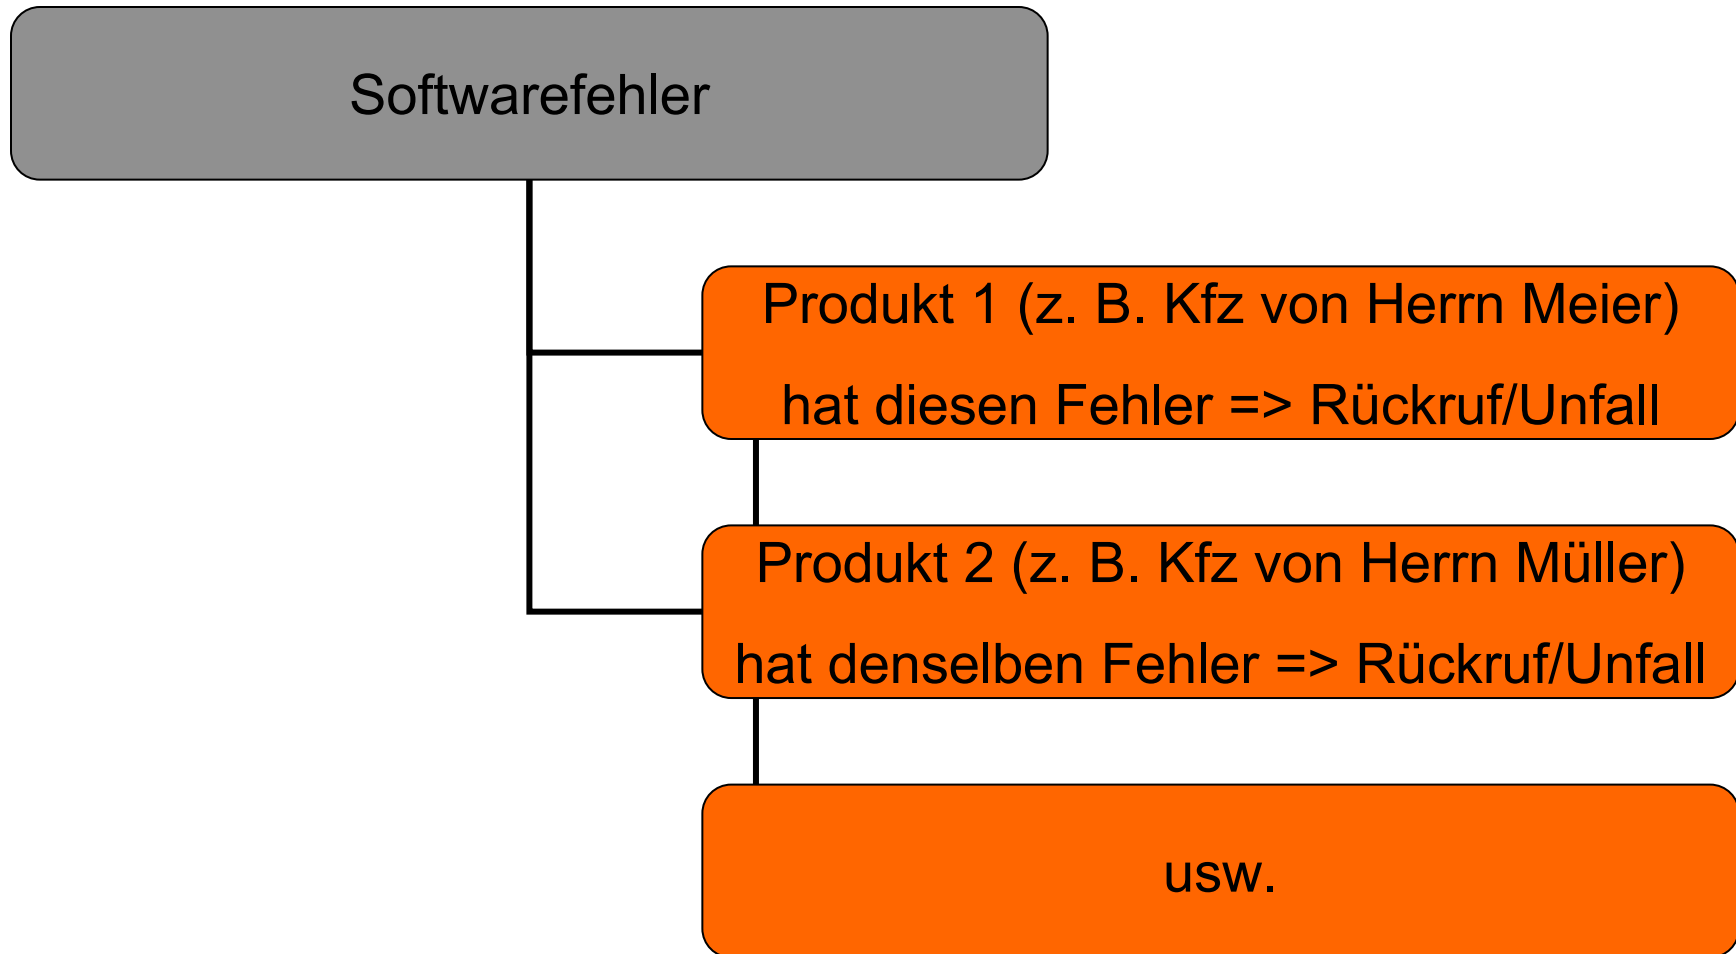 Softwarefehler
Produkt 1 (z. B. Kfz von Herrn Meier)
hat diesen Fehler => Rückruf/Unfall
Produkt 2 (z. B. Kfz von Herrn Müller)
hat denselben Fehler => Rückruf/Unfall
usw.